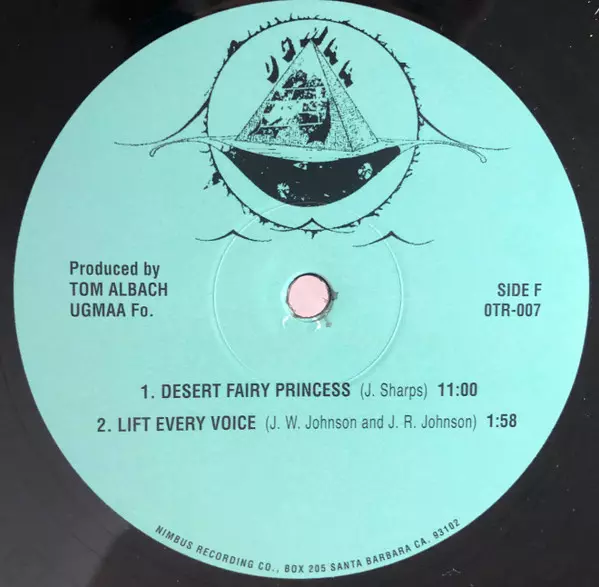 Produced by
TOM ALBACH
UGMAA Fo.
SIDE F
OTR-007
1. DESERT FAIRY PRINCESS (J. Sharps) 11:00
2. LIFT EVERY VOICE (J. W. Johnson and J. R. Johnson) 1:58
NIMBUS RECORDING CO., BOX 205 SANTA BARBARA CA. 93102